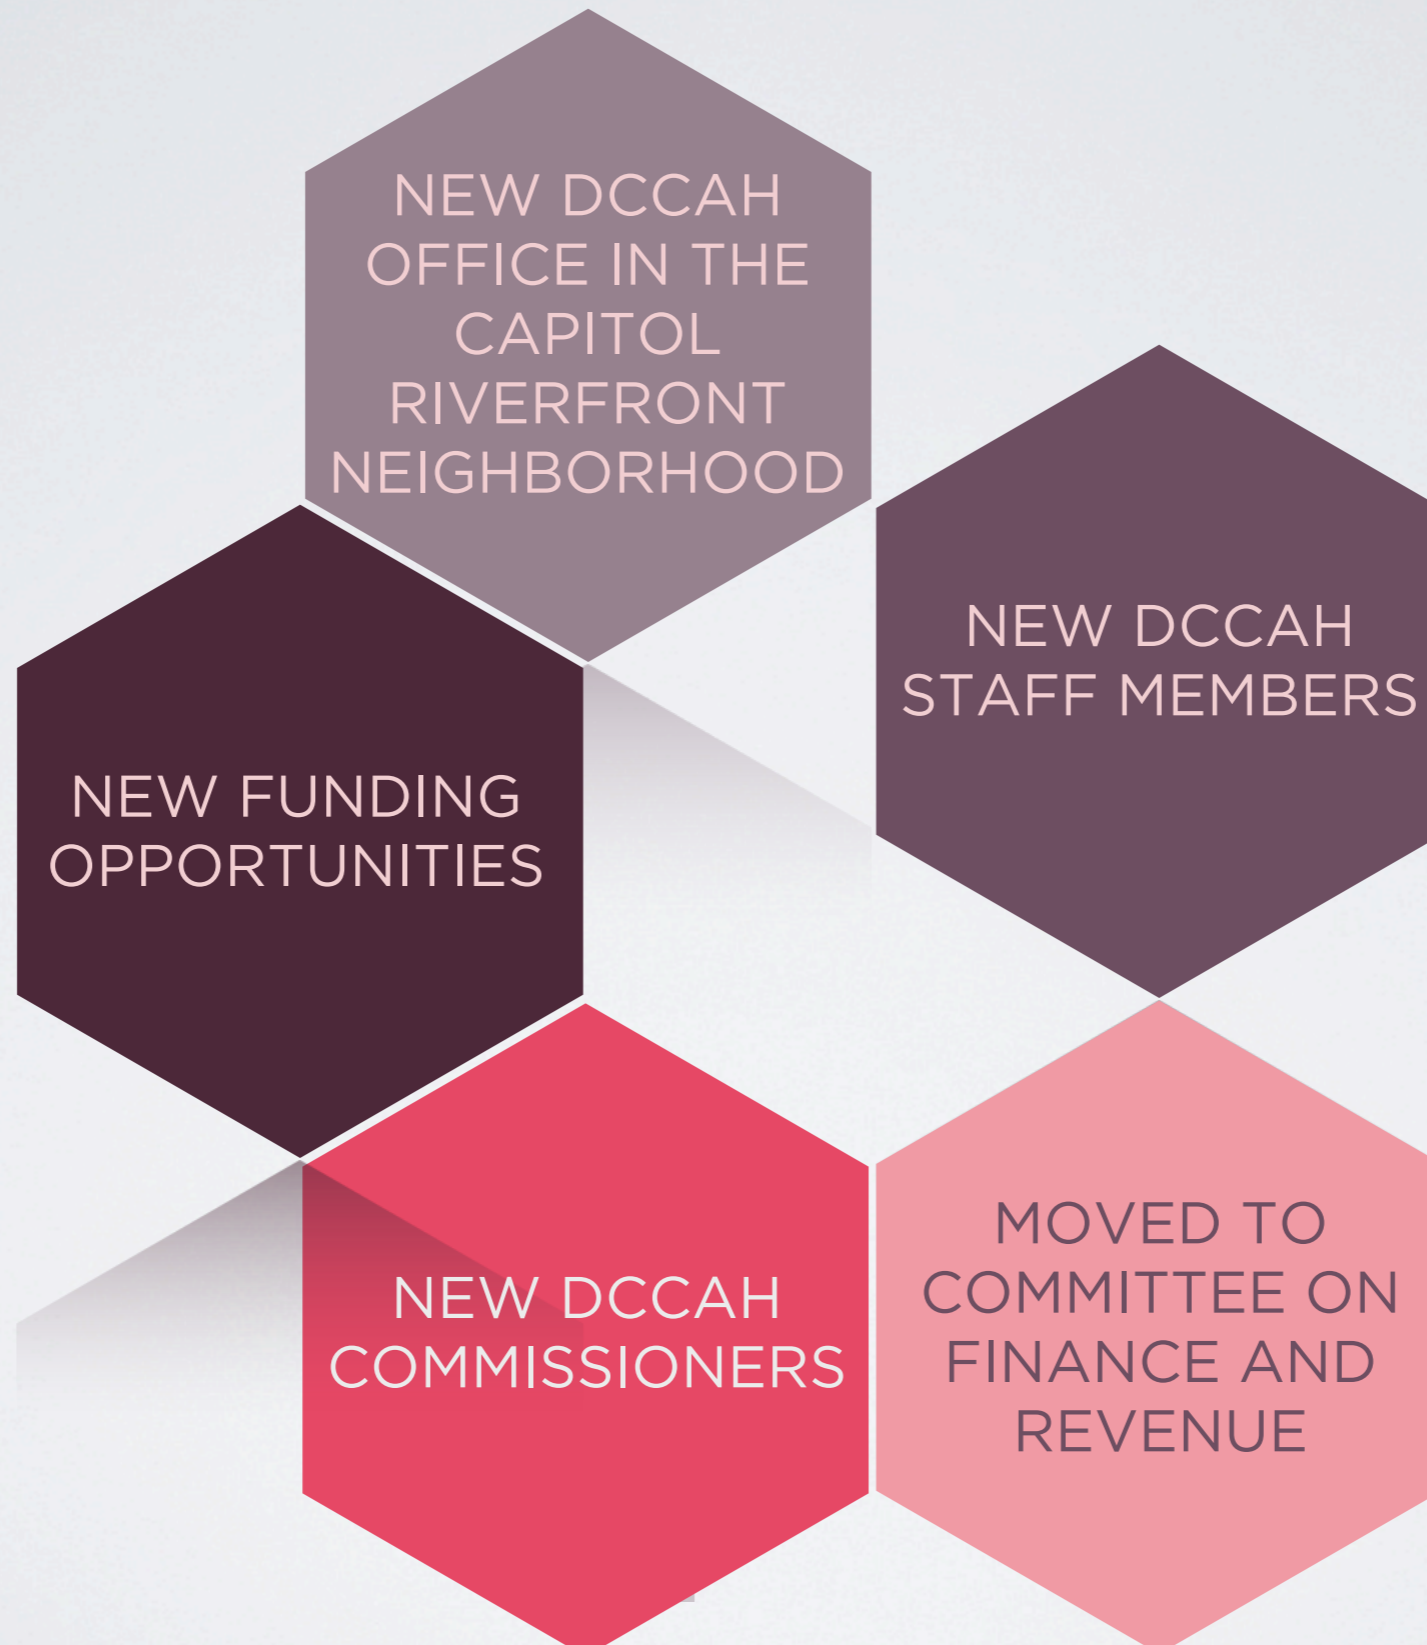 NEW DCCAH
OFFICE IN THE
CAPITOL
RIVERFRONT
NEIGHBORHOOD
NEW DCCAH
STAFF MEMBERS
NEW FUNDING
OPPORTUNITIES
NEW DCCAH
COMMISSIONERS
MOVED TO
COMMITTEE ON
FINANCE AND
REVENUE